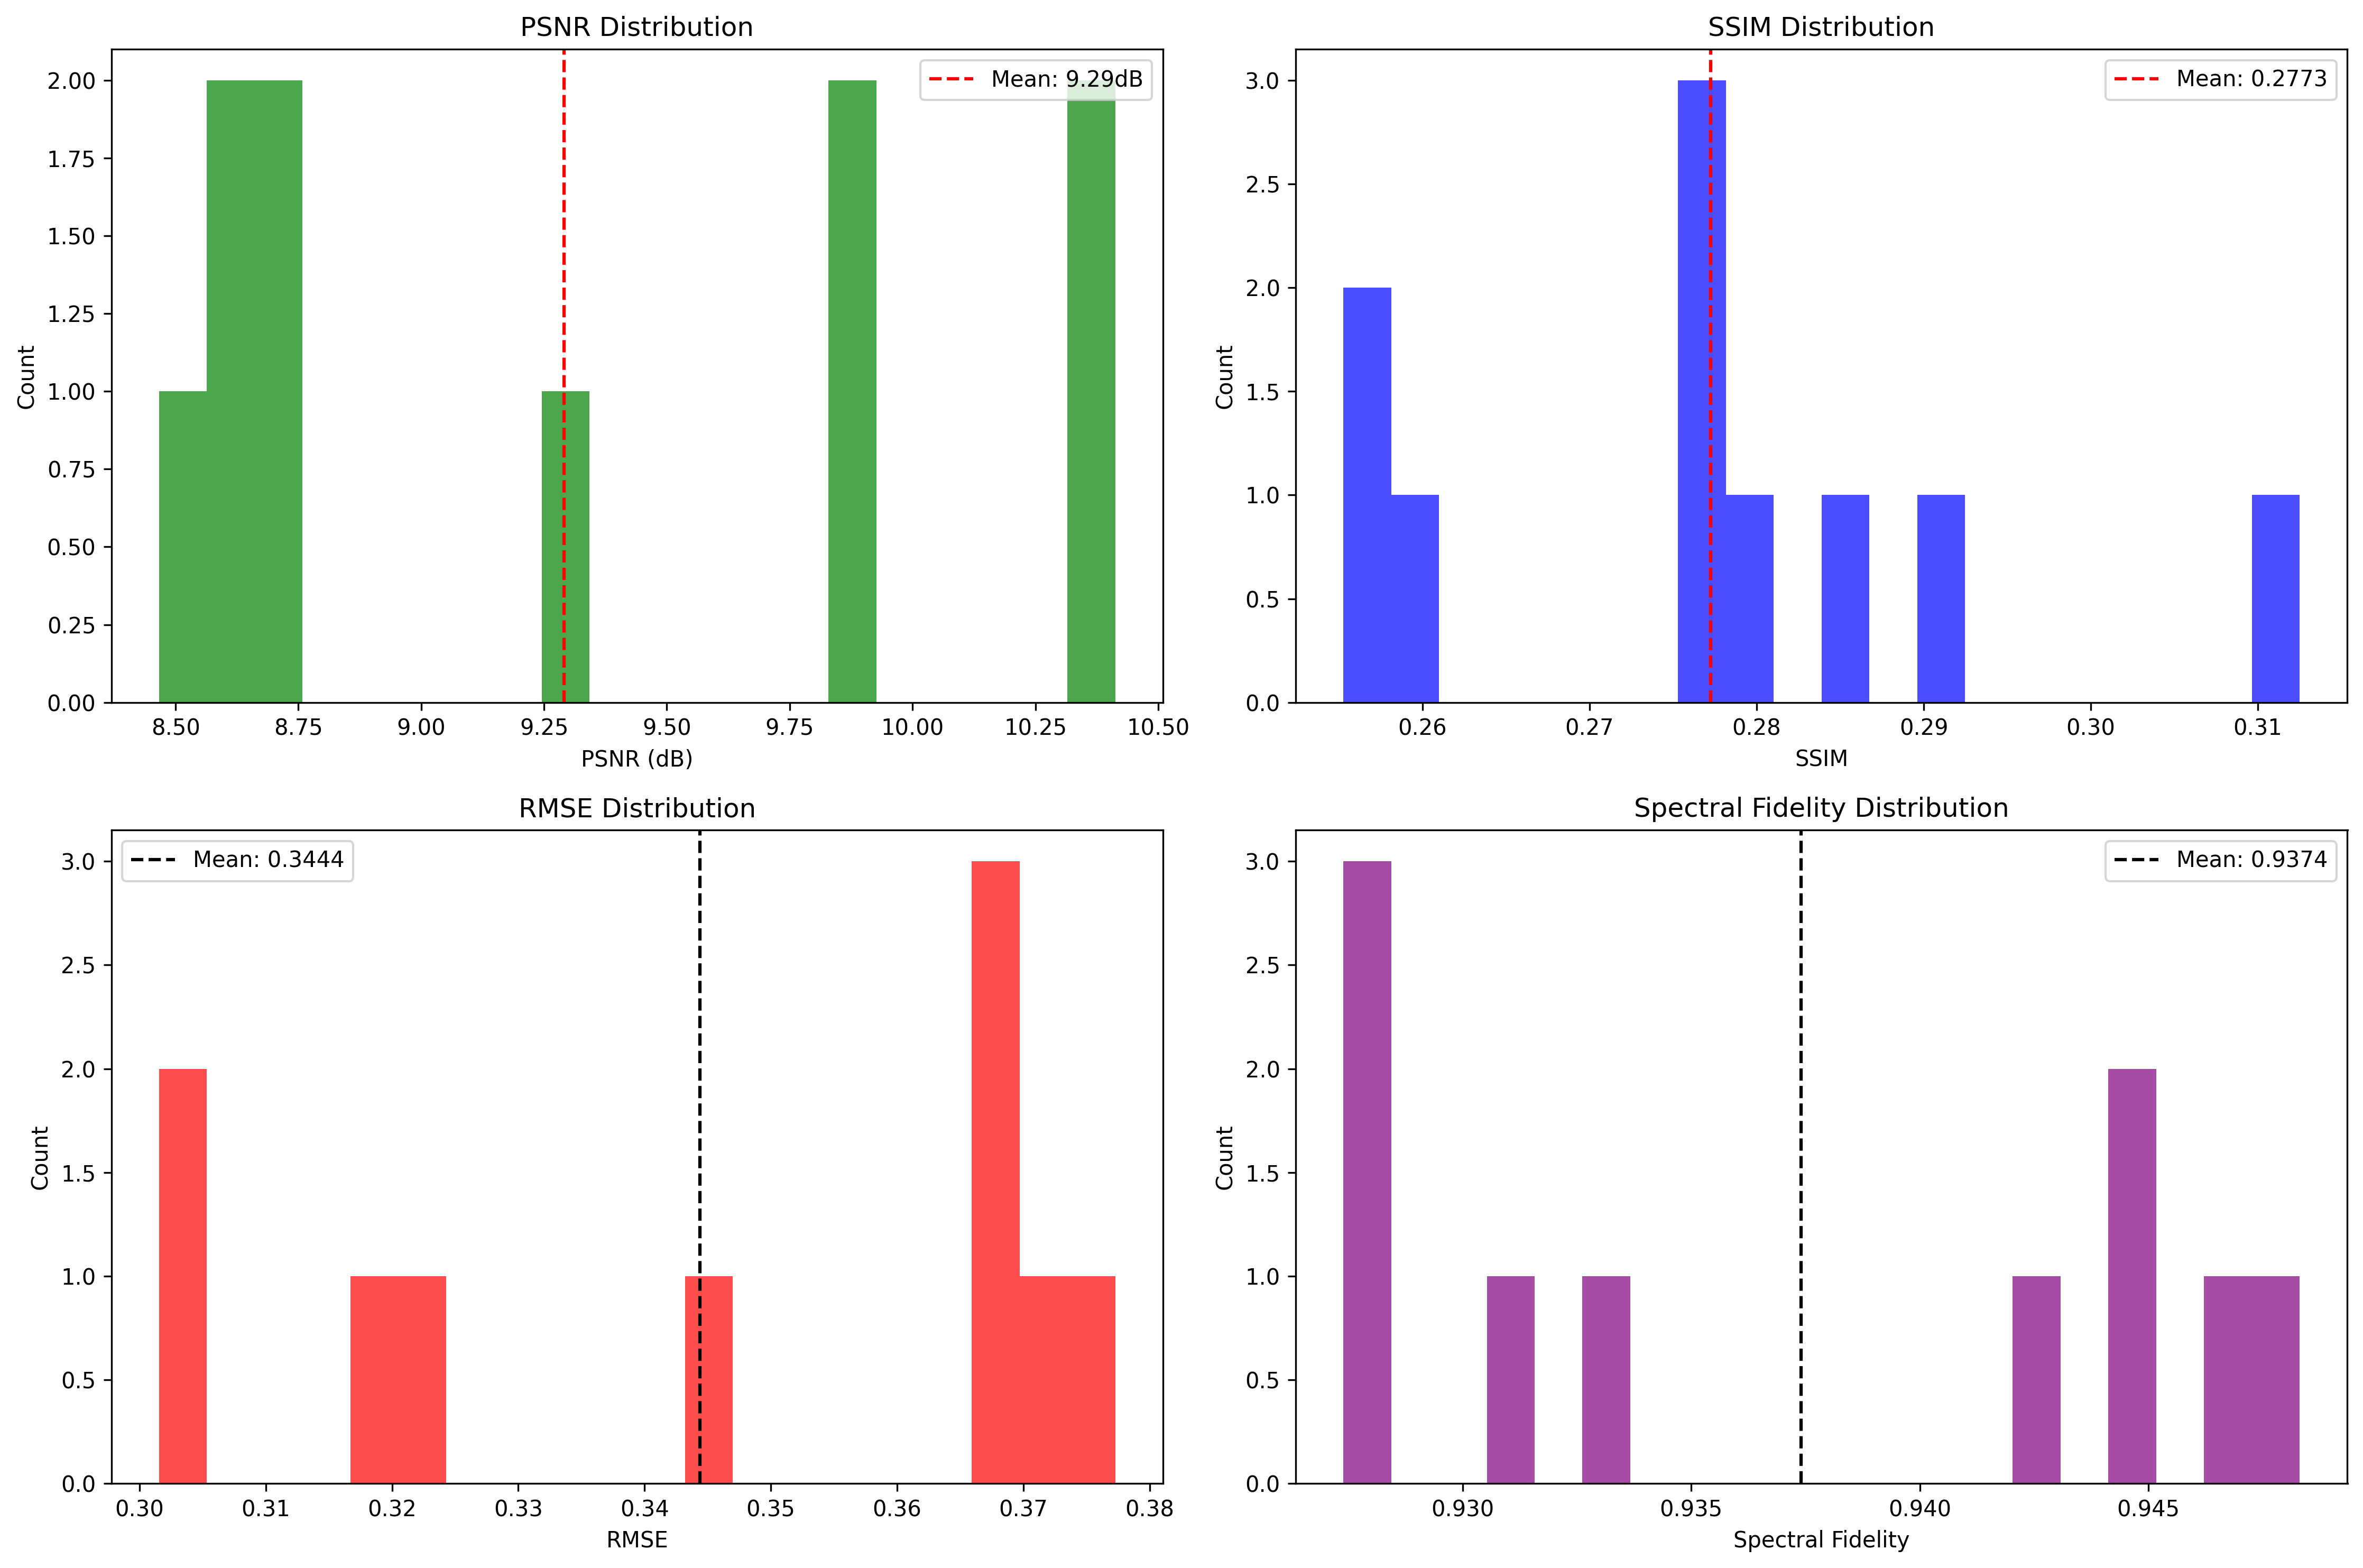 PSNR Distribution
Mean: 9.29dB
2.00
1.75
1.50
1.25
1.00
0.75
0.50
0.25
0.00
Count
8.50 8.75 9.00 9.25 9.50 9.75 10.00 10.25 10.50
PSNR (dB)
SSIM Distribution
Mean: 0.2773
3.0
2.5
2.0
1.5
1.0
0.5
0.0
Count
0.26 0.27 0.28 0.29 0.30 0.31
SSIM
RMSE Distribution
Mean: 0.3444
3.0
2.5
2.0
1.5
1.0
0.5
0.0
Count
0.30 0.31 0.32 0.33 0.34 0.35 0.36 0.37 0.38
RMSE
Spectral Fidelity Distribution
Mean: 0.9374
3.0
2.5
2.0
1.5
1.0
0.5
0.0
Count
0.930 0.935 0.940 0.945
Spectral Fidelity